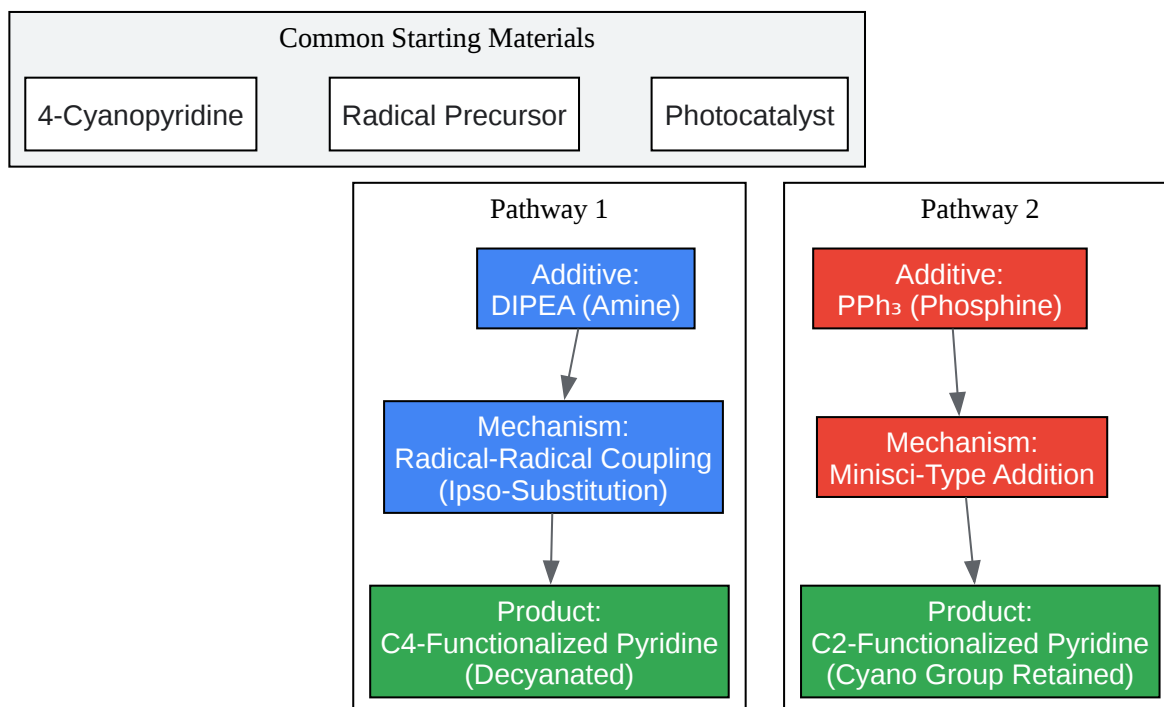 Common Starting Materials
4-Cyanopyridine
Radical Precursor
Photocatalyst
Pathway 1
Additive:
DIPEA (Amine)
Mechanism:
Radical-Radical Coupling
(Ipso-Substitution)
Product:
C4-Functionalized Pyridine
(Decyanated)
Pathway 2
Additive:
PPh₃ (Phosphine)
Mechanism:
Minisci-Type Addition
Product:
C2-Functionalized Pyridine
(Cyano Group Retained)